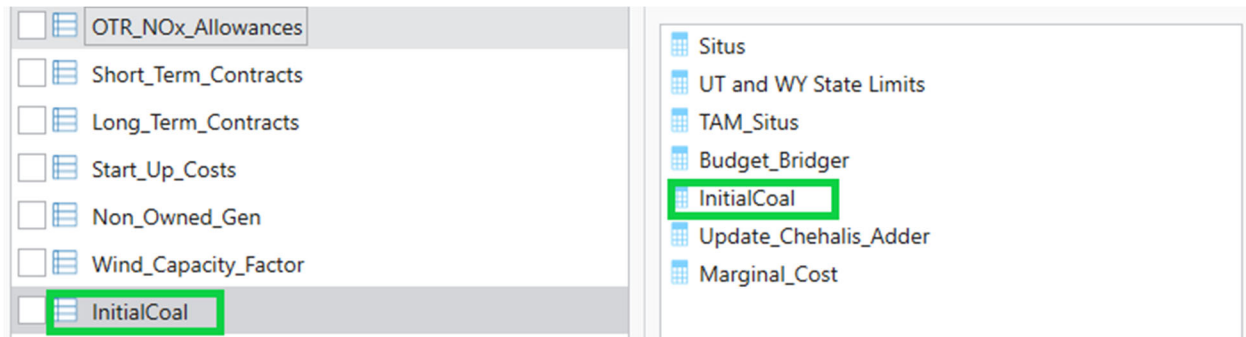 OTR_NOx_Allowances
Short_Term_Contracts
Long_Term_Contracts
Start_Up_Costs
Non_Owned_Gen
Wind_Capacity_Factor
InitialCoal
Situs
UT and WY State Limits
TAM_Situs
Budget_Bridger
InitialCoal
Update_Chehalis_Adder
Marginal_Cost